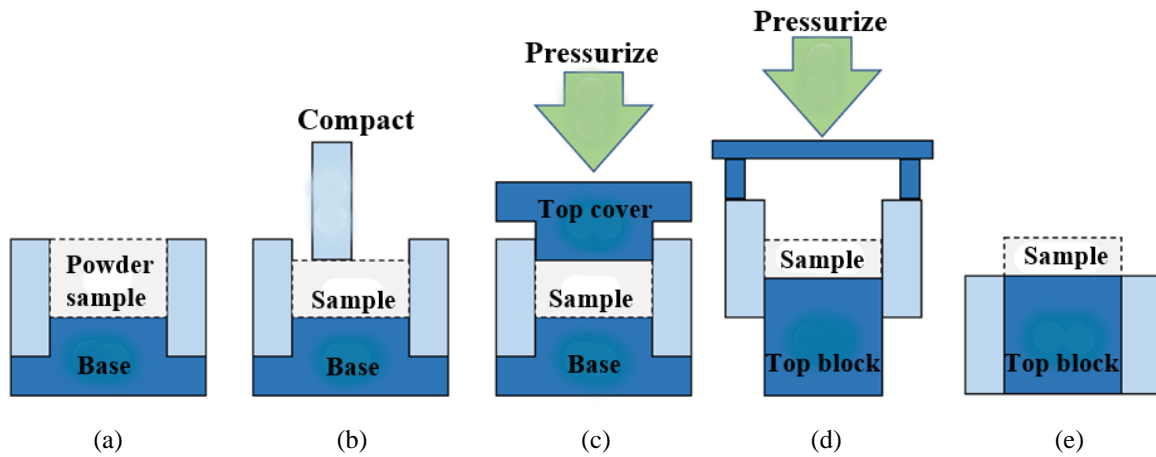 Pressurize
Pressurize
Compact
Top cover
Powder
sample
Sample
Sample
Sample
Sample
Base
Base
Base
Top block
Top block
(a)
(b)
(c)
(d)
(e)